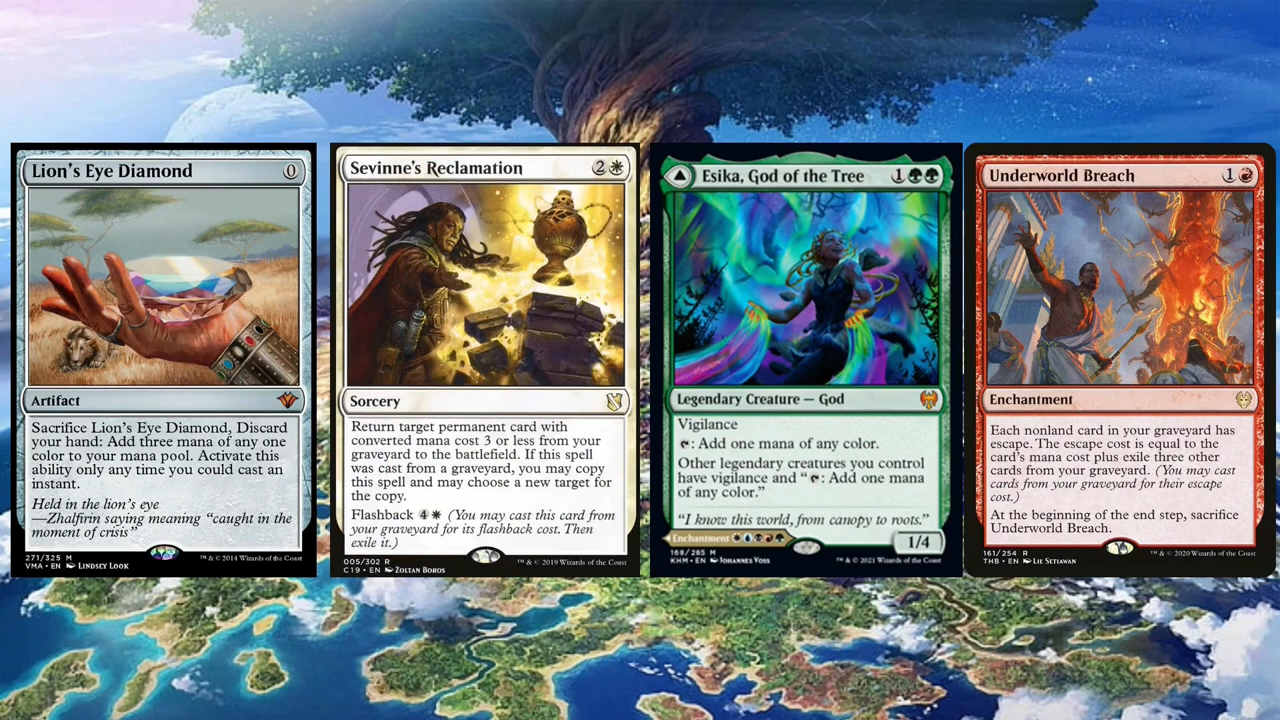 Lion's Eye Diamond 0
Artifact
Sacrifice Lion's Eye Diamond, Discard
your hand: Add three mana of any one
color to your mana pool. Activate this
ability only any time you could cast an
instant.
Held in the lion's eye
—Zhalfirin saying meaning "caught in the
moment of crisis"
271/325 M
VMA • EN LINDSEY LOOK
™ & © 2014 Wizards of the Coast
Sevinne's Reclamation 2
Sorcery
Return target permanent card with
converted mana cost 3 or less from your
graveyard to the battlefield. If this spell
was cast from a graveyard, you may copy
this spell and may choose a new target for
the copy.
Flashback 4 (You may cast this card from
your graveyard for its flashback cost. Then
exile it.)
005/302 R
C19 • EN ZOLTAN BOROS
™ & © 2019 Wizards of the Coast
Esika, God of the Tree 1
Legendary Creature — God
Vigilance
: Add one mana of any color.
Other legendary creatures you control
have vigilance and “: Add one mana
of any color.”
“I know this world, from canopy to roots.”
Enchantment
1/4
168/285 M
KHM • EN JOHANNES VOSS
™ & © 2021 Wizards of the Coast
Underworld Breach 1
Enchantment
Each nonland card in your graveyard has
escape. The escape cost is equal to the
card's mana cost plus exile three other
cards from your graveyard. (You may cast
cards from your graveyard for their escape
cost.)
At the beginning of the end step, sacrifice
Underworld Breach.
161/254 R
THB • EN LIE SETIAWAN
™ & © 2020 Wizards of the Coast